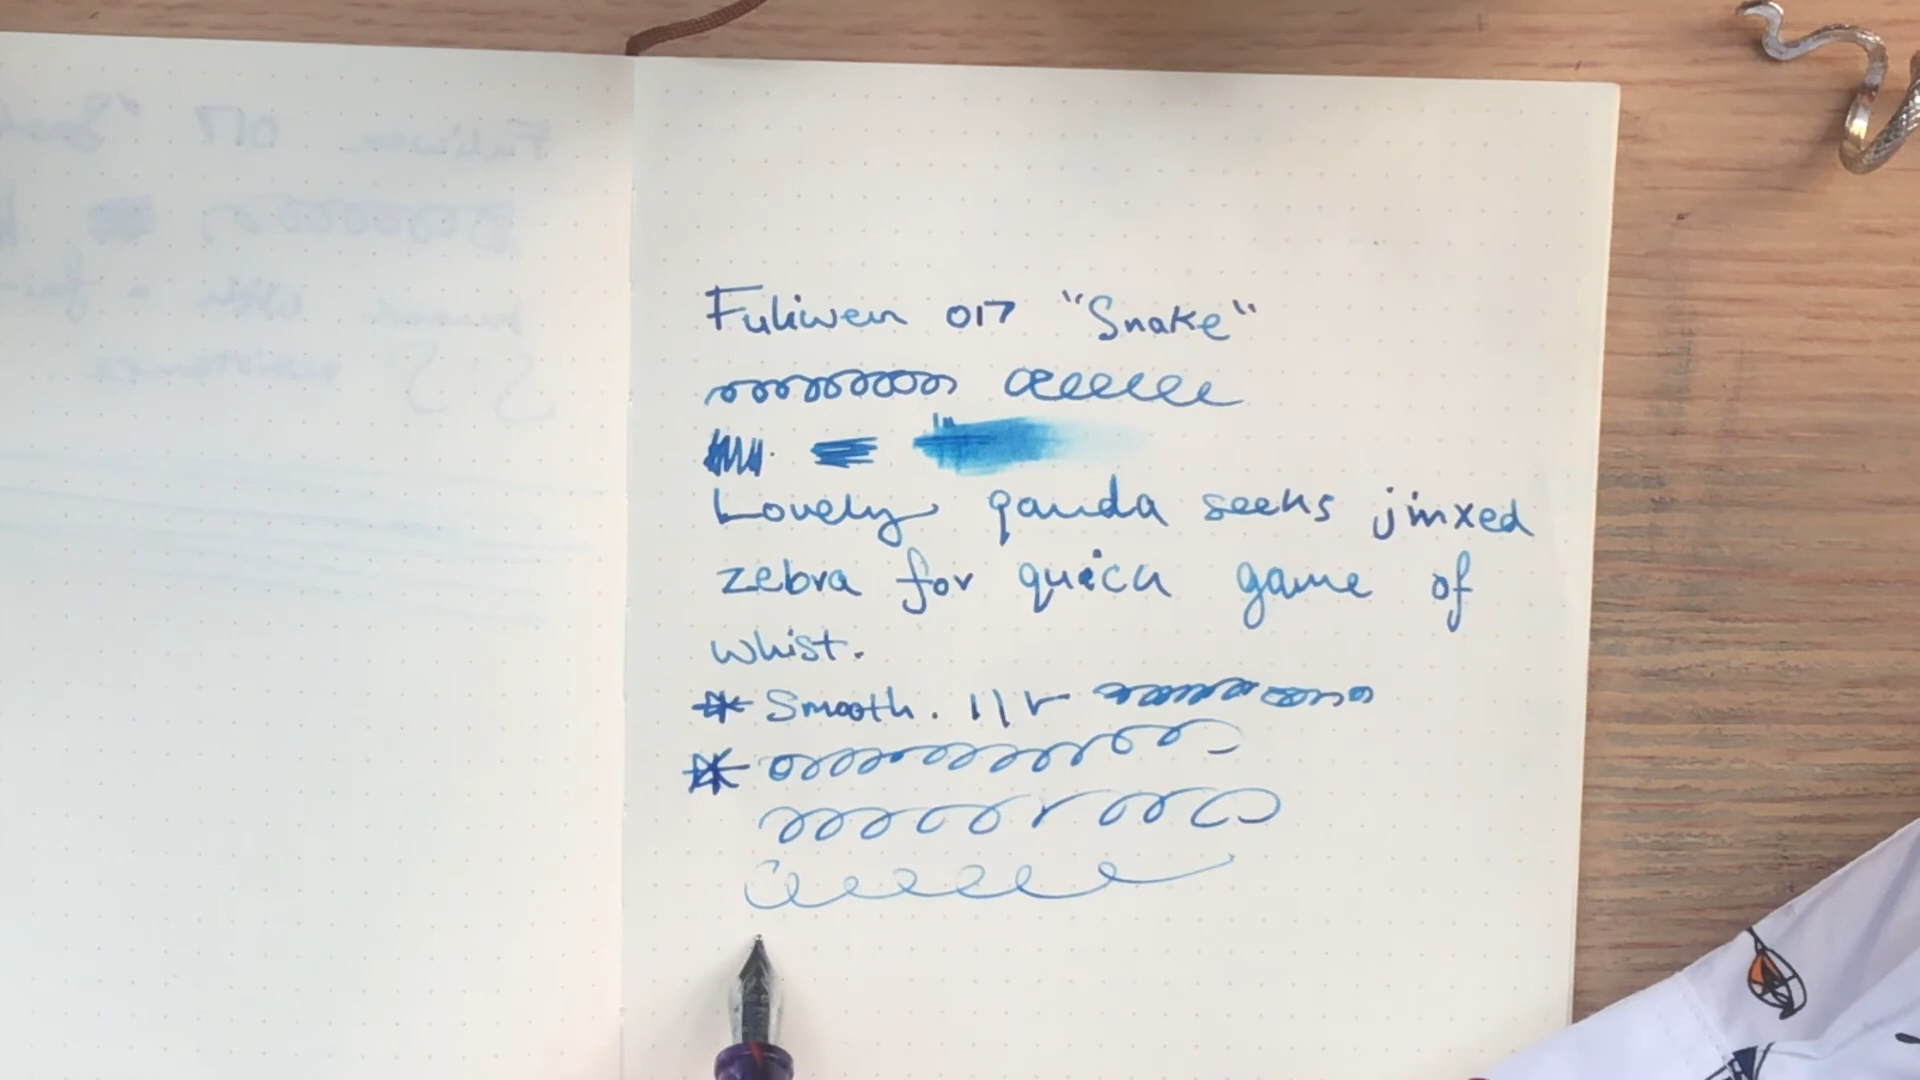 Fuliwen 017 "Snake"
Lovely panda seeks jinxed
zebra for quick game of
whist.
* Smooth.
*